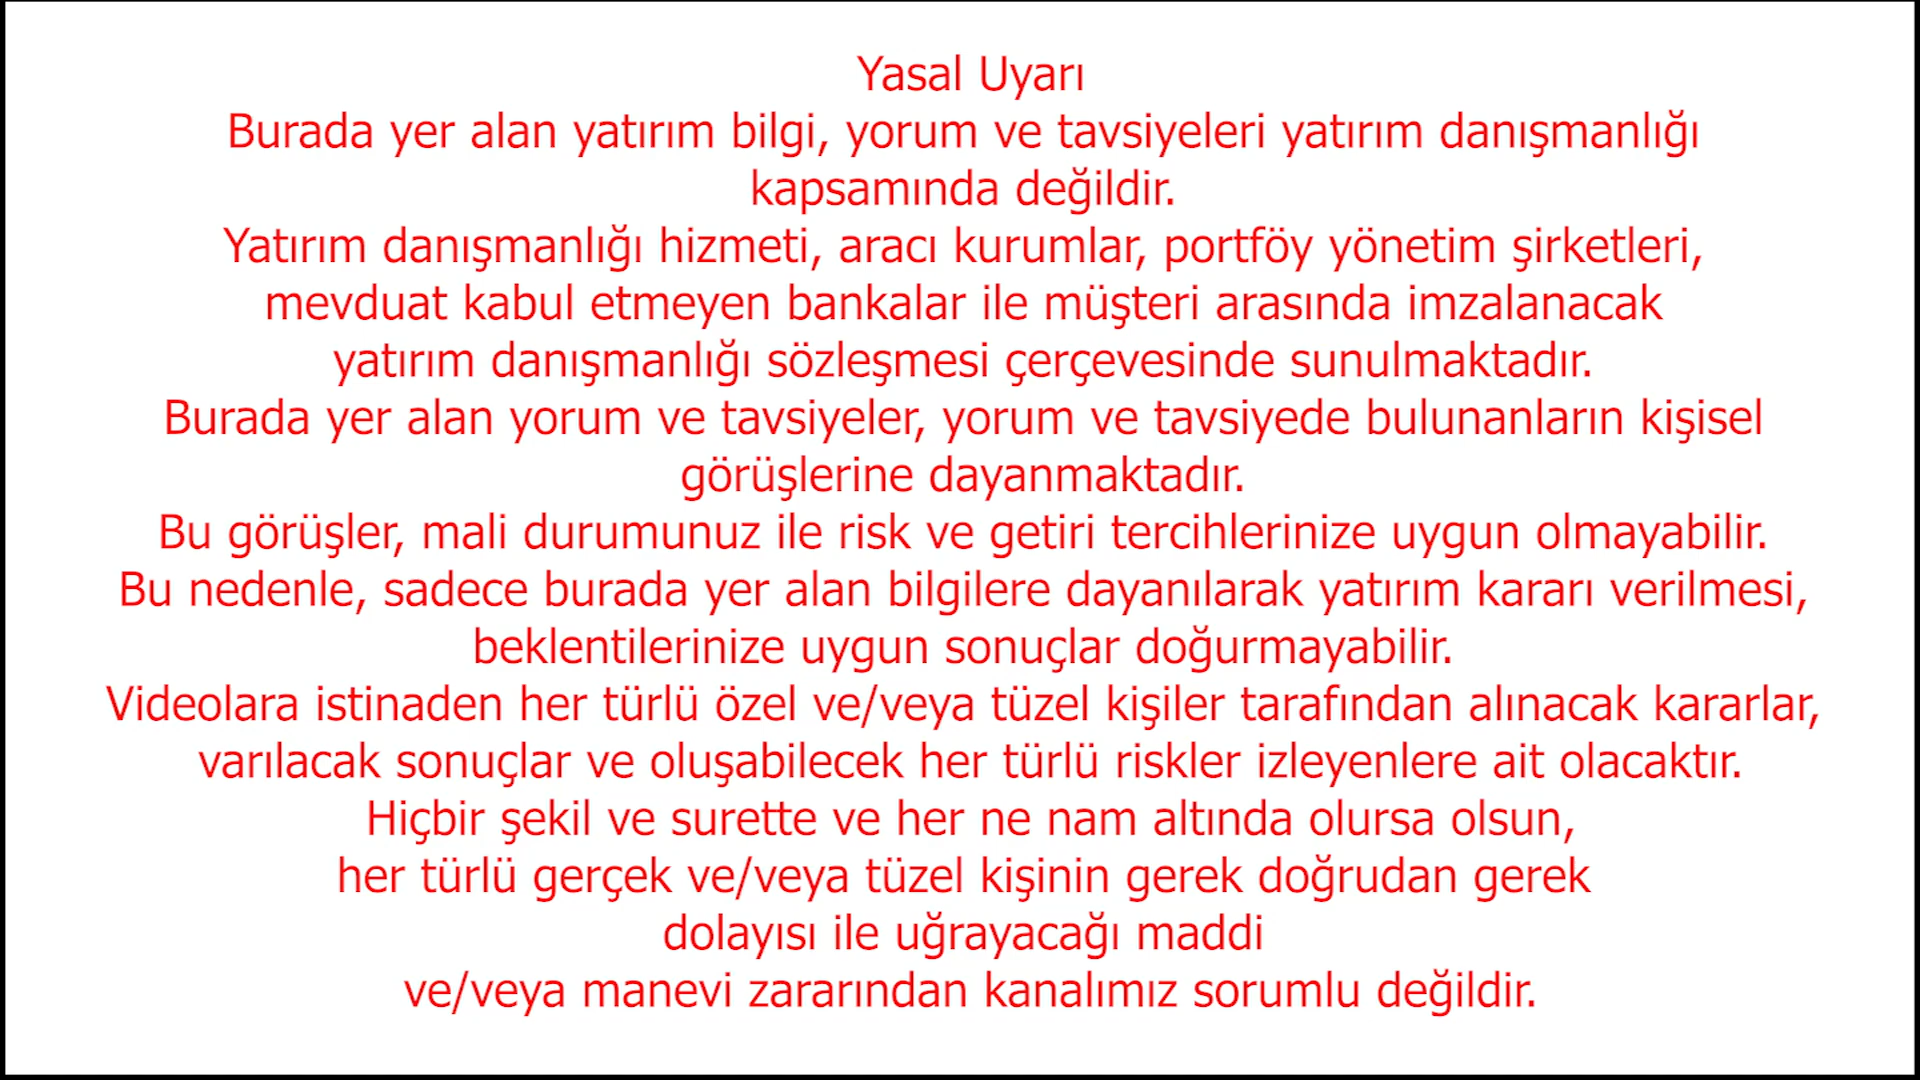 Yasal Uyarı
Burada yer alan yatırım bilgi, yorum ve tavsiyeleri yatırım danışmanlığı
kapsamında değildir.
Yatırım danışmanlığı hizmeti, aracı kurumlar, portföy yönetim şirketleri,
mevduat kabul etmeyen bankalar ile müşteri arasında imzalanacak
yatırım danışmanlığı sözleşmesi çerçevesinde sunulmaktadır.
Burada yer alan yorum ve tavsiyeler, yorum ve tavsiyede bulunanların kişisel
görüşlerine dayanmaktadır.
Bu görüşler, mali durumunuz ile risk ve getiri tercihlerinize uygun olmayabilir.
Bu nedenle, sadece burada yer alan bilgilere dayanılarak yatırım kararı verilmesi,
beklentilerinize uygun sonuçlar doğurmayabilir.
Videolara istinaden her türlü özel ve/veya tüzel kişiler tarafından alınacak kararlar,
varılacak sonuçlar ve oluşabilecek her türlü riskler izleyenlere ait olacaktır.
Hiçbir şekil ve surette ve her ne nam altında olursa olsun,
her türlü gerçek ve/veya tüzel kişinin gerek doğrudan gerek
dolayısı ile uğrayacağı maddi
ve/veya manevi zararından kanalımız sorumlu değildir.